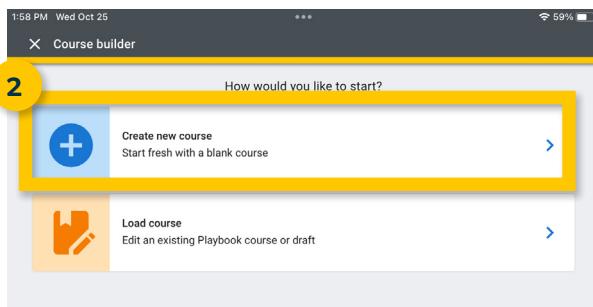 1:58 PM Wed Oct 25 59%
Course builder
2
How would you like to start?
Create new course
Start fresh with a blank course
Load course
Edit an existing Playbook course or draft